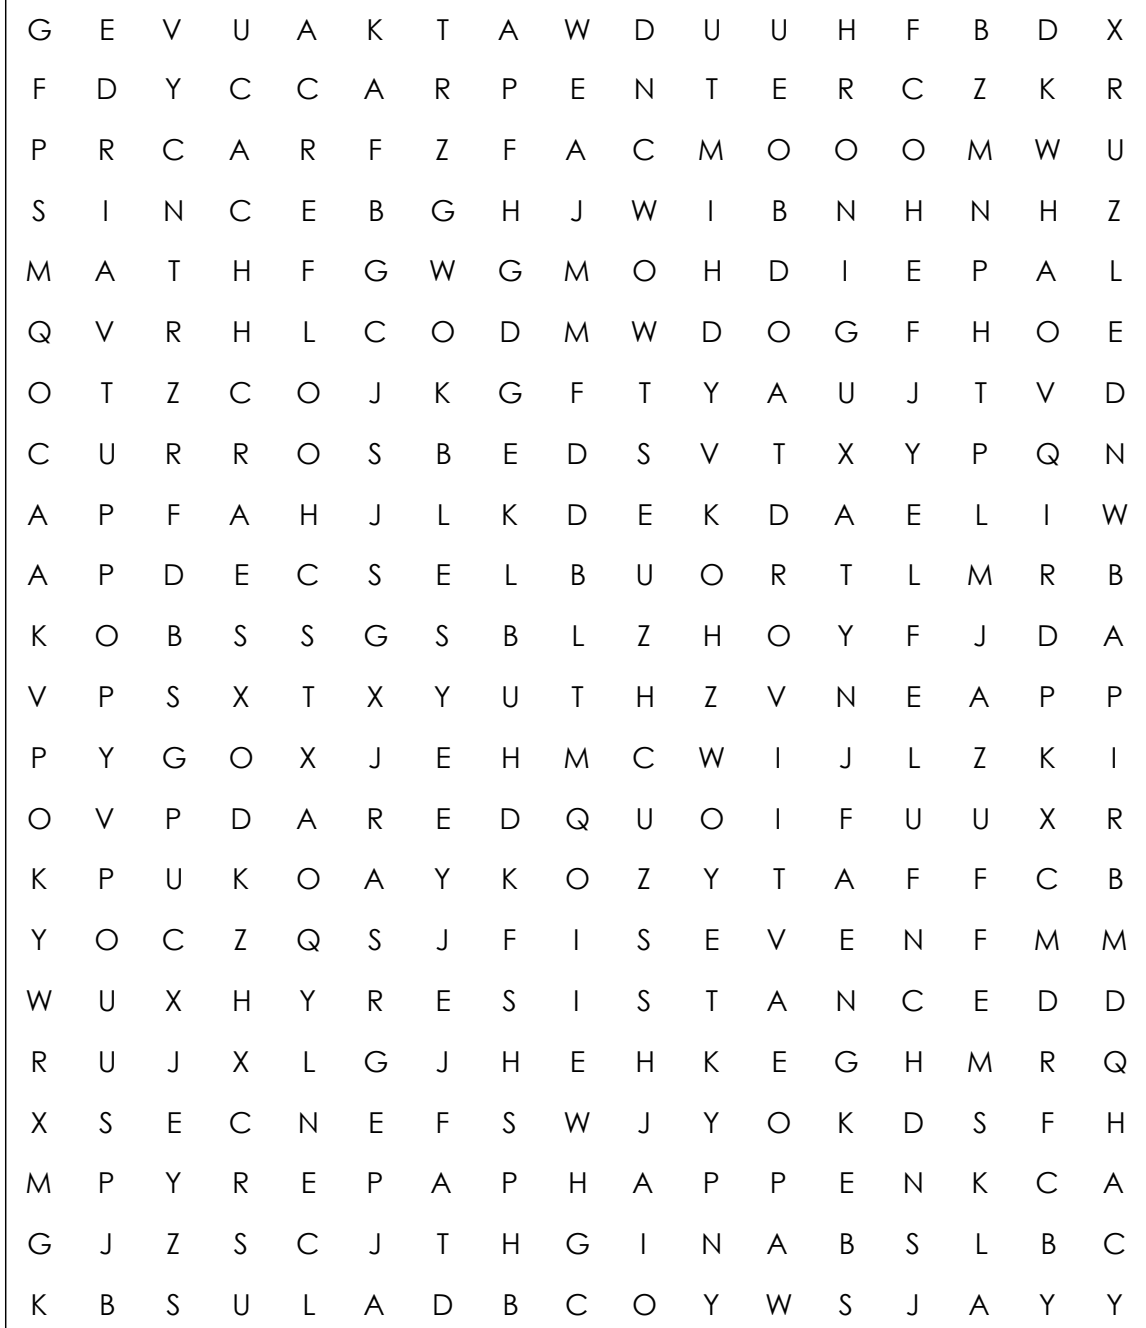 G E V U A K T A W D U U H F B D X
F D Y C C A R P E N T E R C Z K R
P R C A R F Z F A C M O O O M W U
S I N C E B G H J W I B N H N H Z
M A T H F G W G M O H D I E P A L
Q V R H L C O D M W D O G F H O E
O T Z C O J K G F T Y A U J T V D
C U R R O S B E D S V T X Y P Q N
A P F A H J L K D E K D A E L I W
A P D E C S E L B U O R T L M R B
K O B S S G S B L Z H O Y F J D A
V P S X T X Y U T H Z V N E A P P
P Y G O X J E H M C W I J L Z K I
O V P D A R E D Q U O I F U U X R
K P U K O A Y K O Z Y T A F F C B
Y O C Z Q S J F I S E V E N F M M
W U X H Y R E S I S T A N C E D D
R U J X L G J H E H K E G H M R Q
X S E C N E F S W J Y O K D S F H
M P Y R E P A P H A P P E N K C A
G J Z S C J T H G I N A B S L B C
K B S U L A D B C O Y W S J A Y Y